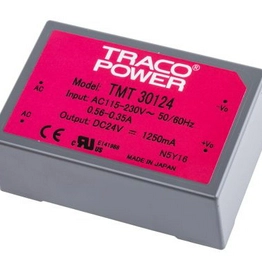 TRACO
POWER
Model: TMT 30124
AC
Input: AC115-230V~ 50/60Hz
+Vo
0.56-0.35A
AC
Output: DC24V ⎓ 1250mA
-Vo
N5Y16
MADE IN JAPAN